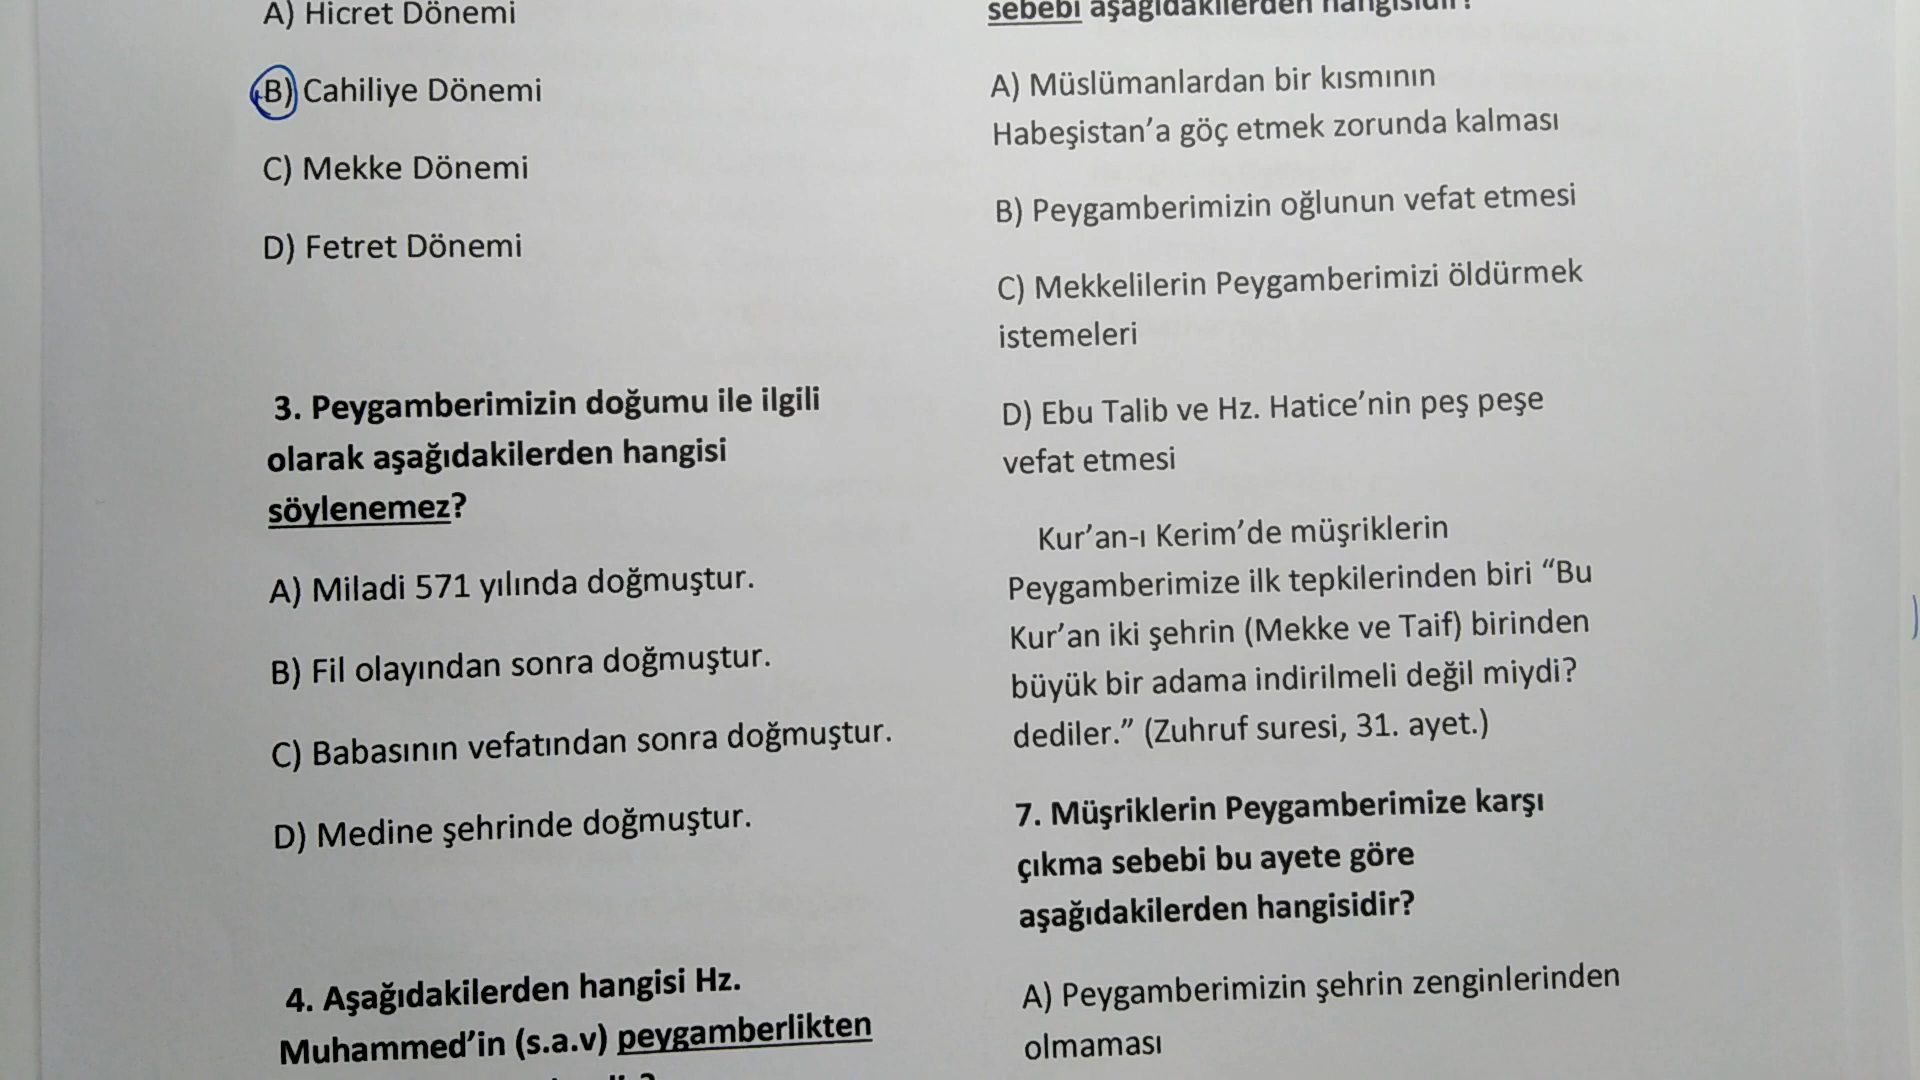 A) Hicret Dönemi
B) Cahiliye Dönemi
C) Mekke Dönemi
D) Fetret Dönemi
3. Peygamberimizin doğumu ile ilgili
olarak aşağıdakilerden hangisi
söylenemez?
A) Miladi 571 yılında doğmuştur.
B) Fil olayından sonra doğmuştur.
C) Babasının vefatından sonra doğmuştur.
D) Medine şehrinde doğmuştur.
4. Aşağıdakilerden hangisi Hz.
Muhammed’in (s.a.v) peygamberlikten
sebebi aşağıdakilerden hangisidir?
A) Müslümanlardan bir kısmının
Habeşistan’a göç etmek zorunda kalması
B) Peygamberimizin oğlunun vefat etmesi
C) Mekkelilerin Peygamberimizi öldürmek
istemeleri
D) Ebu Talib ve Hz. Hatice’nin peş peşe
vefat etmesi
Kur’an-ı Kerim’de müşriklerin
Peygamberimize ilk tepkilerinden biri “Bu
Kur’an iki şehrin (Mekke ve Taif) birinden
büyük bir adama indirilmeli değil miydi?
dediler.” (Zuhruf suresi, 31. ayet.)
7. Müşriklerin Peygamberimize karşı
çıkma sebebi bu ayete göre
aşağıdakilerden hangisidir?
A) Peygamberimizin şehrin zenginlerinden
olmaması